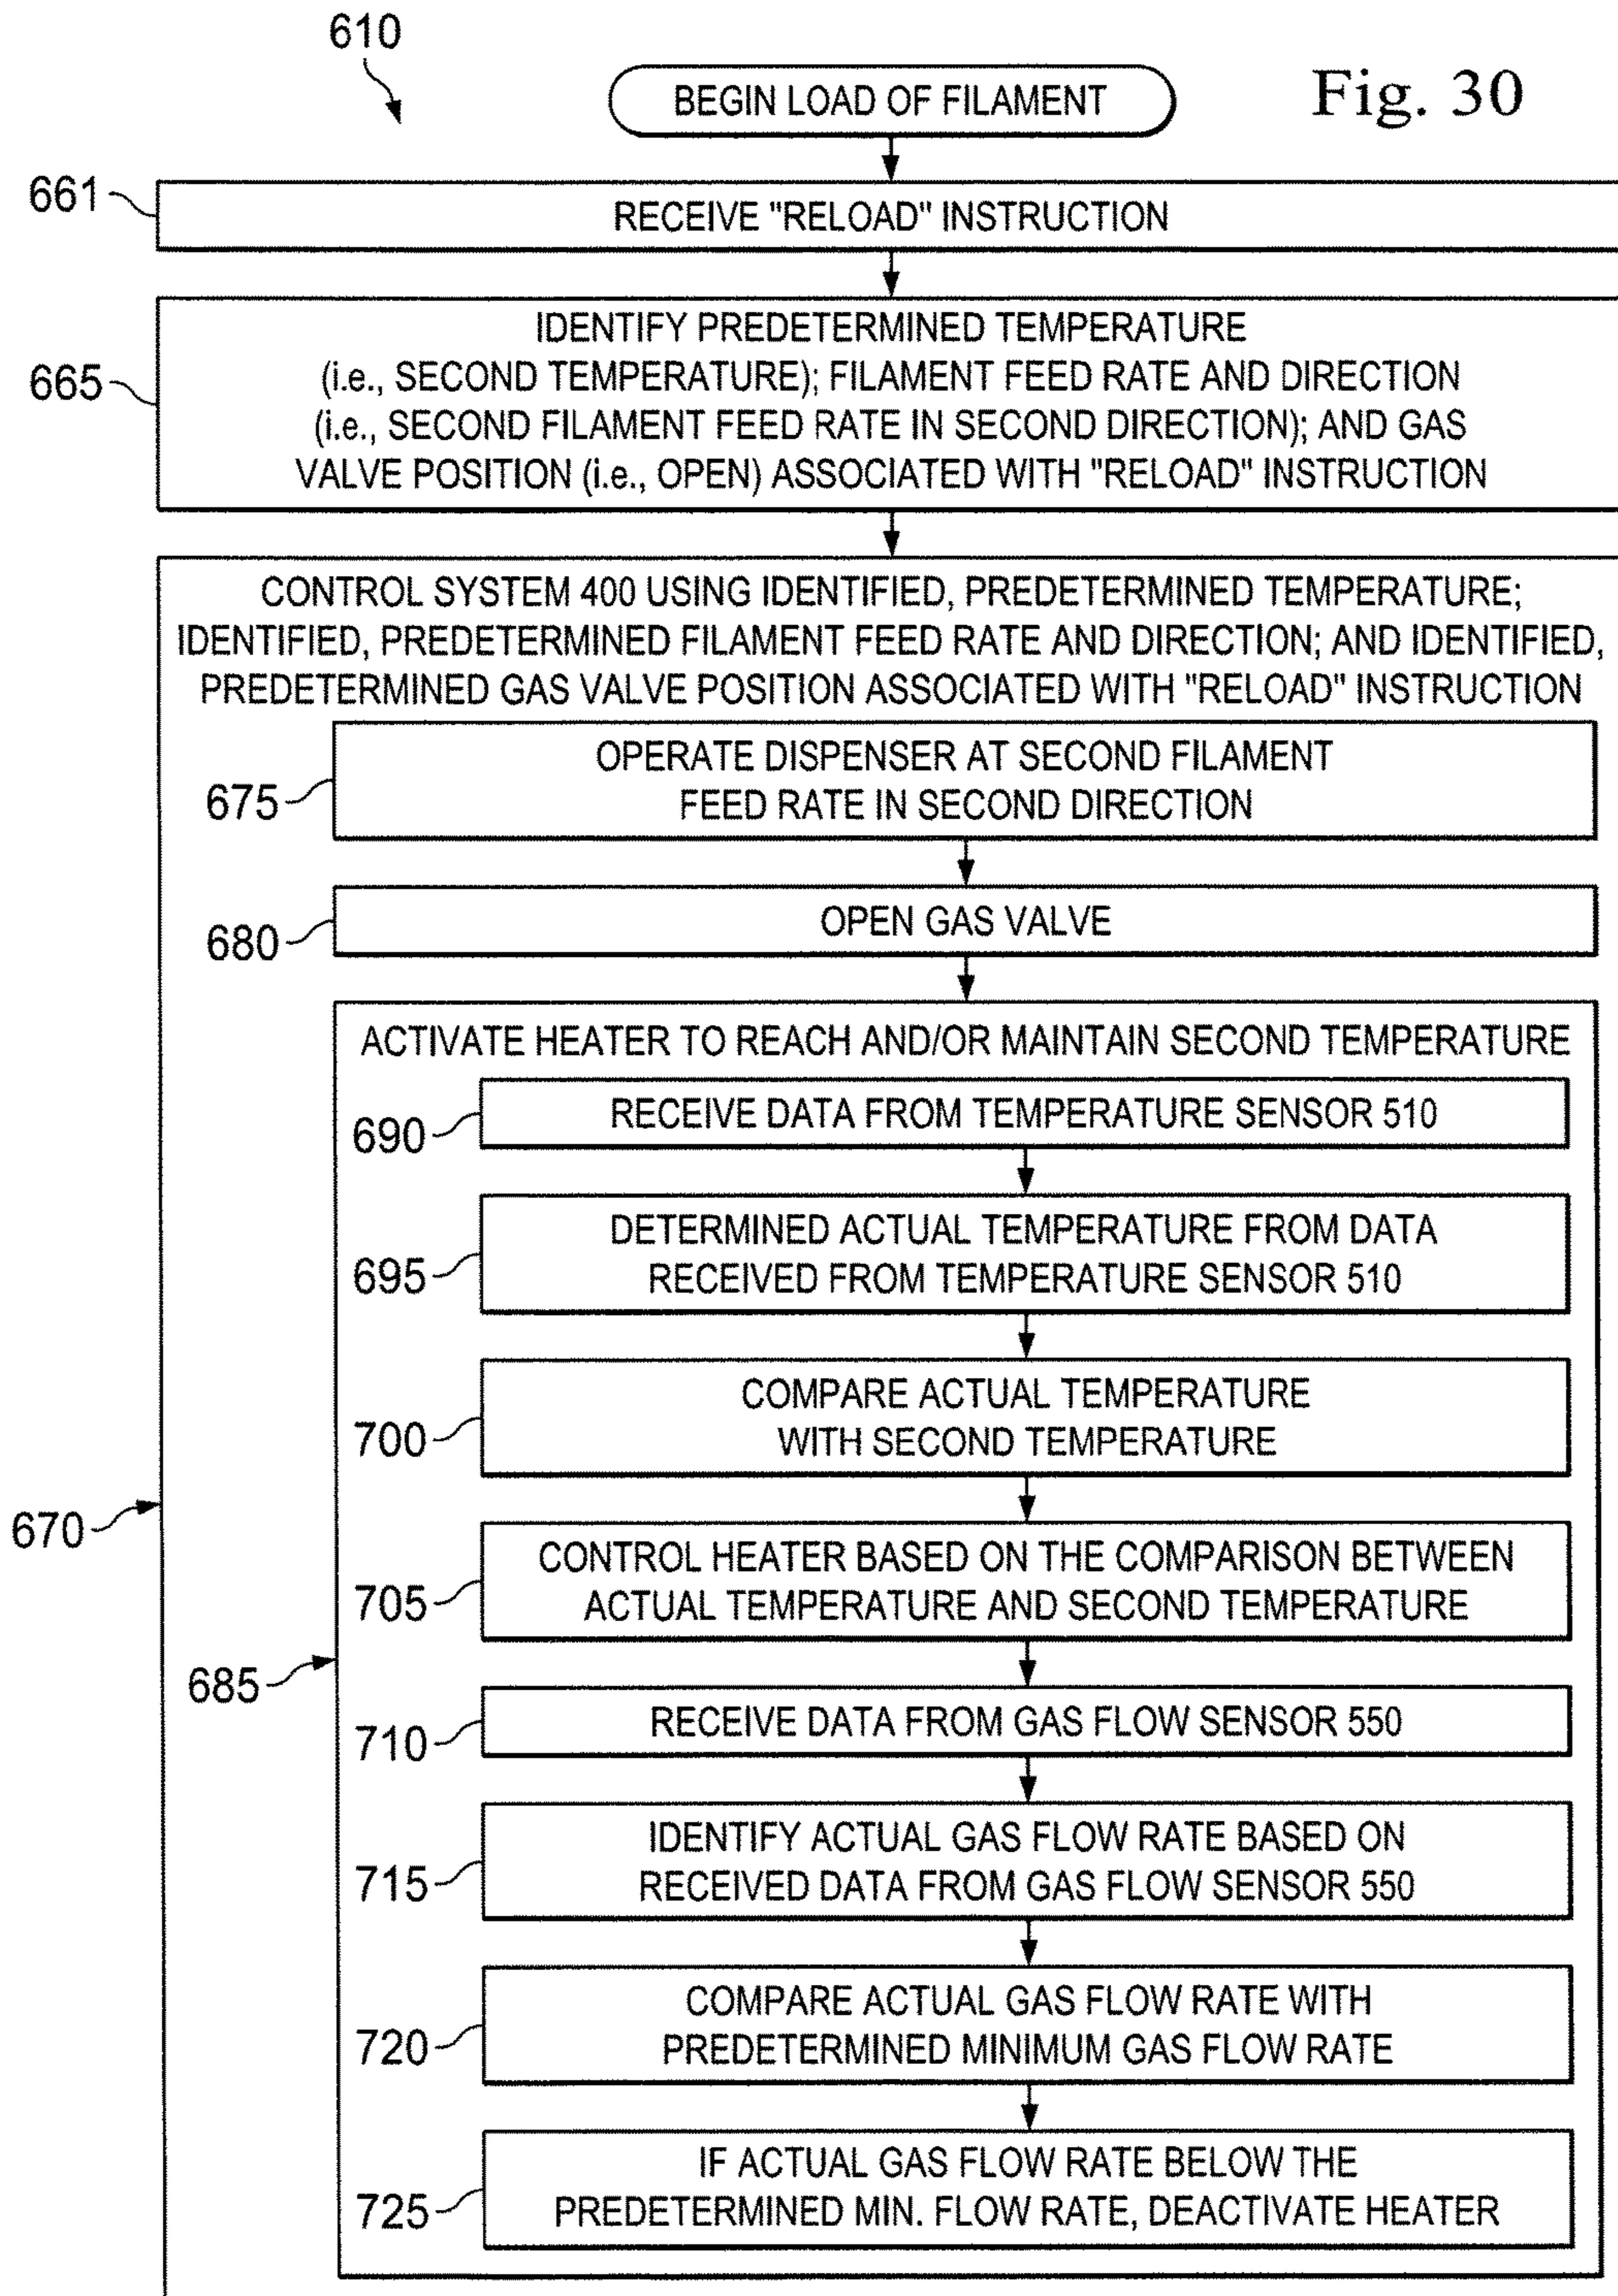 610
BEGIN LOAD OF FILAMENT
Fig. 30
661
RECEIVE "RELOAD" INSTRUCTION
665
IDENTIFY PREDETERMINED TEMPERATURE
(i.e., SECOND TEMPERATURE); FILAMENT FEED RATE AND DIRECTION
(i.e., SECOND FILAMENT FEED RATE IN SECOND DIRECTION); AND GAS
VALVE POSITION (i.e., OPEN) ASSOCIATED WITH "RELOAD" INSTRUCTION
CONTROL SYSTEM 400 USING IDENTIFIED, PREDETERMINED TEMPERATURE;
IDENTIFIED, PREDETERMINED FILAMENT FEED RATE AND DIRECTION; AND IDENTIFIED,
PREDETERMINED GAS VALVE POSITION ASSOCIATED WITH "RELOAD" INSTRUCTION
675
OPERATE DISPENSER AT SECOND FILAMENT
FEED RATE IN SECOND DIRECTION
680
OPEN GAS VALVE
ACTIVATE HEATER TO REACH AND/OR MAINTAIN SECOND TEMPERATURE
690
RECEIVE DATA FROM TEMPERATURE SENSOR 510
695
DETERMINED ACTUAL TEMPERATURE FROM DATA
RECEIVED FROM TEMPERATURE SENSOR 510
700
COMPARE ACTUAL TEMPERATURE
WITH SECOND TEMPERATURE
670
705
CONTROL HEATER BASED ON THE COMPARISON BETWEEN
ACTUAL TEMPERATURE AND SECOND TEMPERATURE
685
710
RECEIVE DATA FROM GAS FLOW SENSOR 550
715
IDENTIFY ACTUAL GAS FLOW RATE BASED ON
RECEIVED DATA FROM GAS FLOW SENSOR 550
720
COMPARE ACTUAL GAS FLOW RATE WITH
PREDETERMINED MINIMUM GAS FLOW RATE
725
IF ACTUAL GAS FLOW RATE BELOW THE
PREDETERMINED MIN. FLOW RATE, DEACTIVATE HEATER